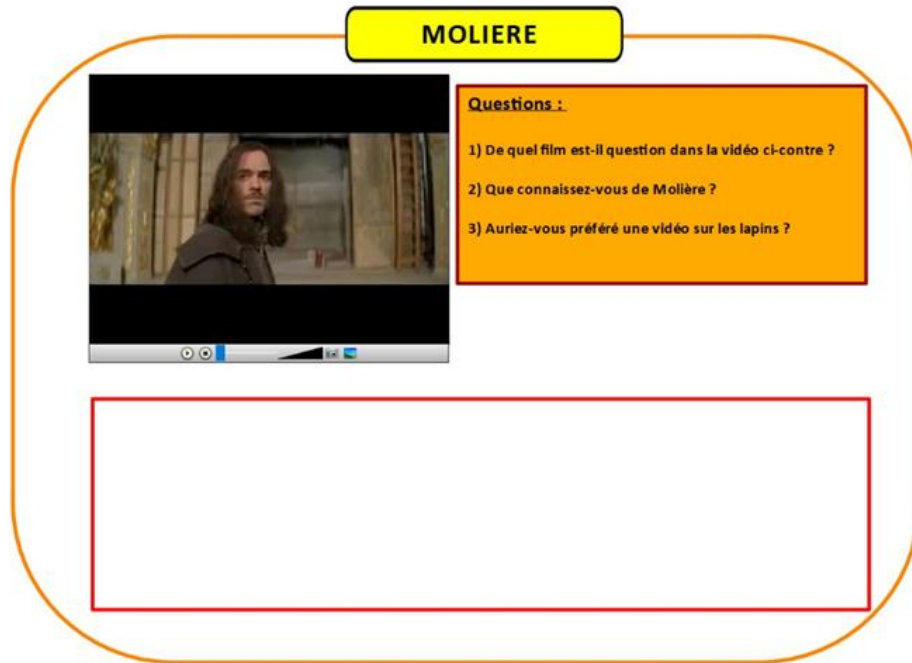 MOLIERE
Questions :
1) De quel film est-il question dans la vidéo ci-contre ?
2) Que connaissez-vous de Molière ?
3) Auriez-vous préféré une vidéo sur les lapins ?